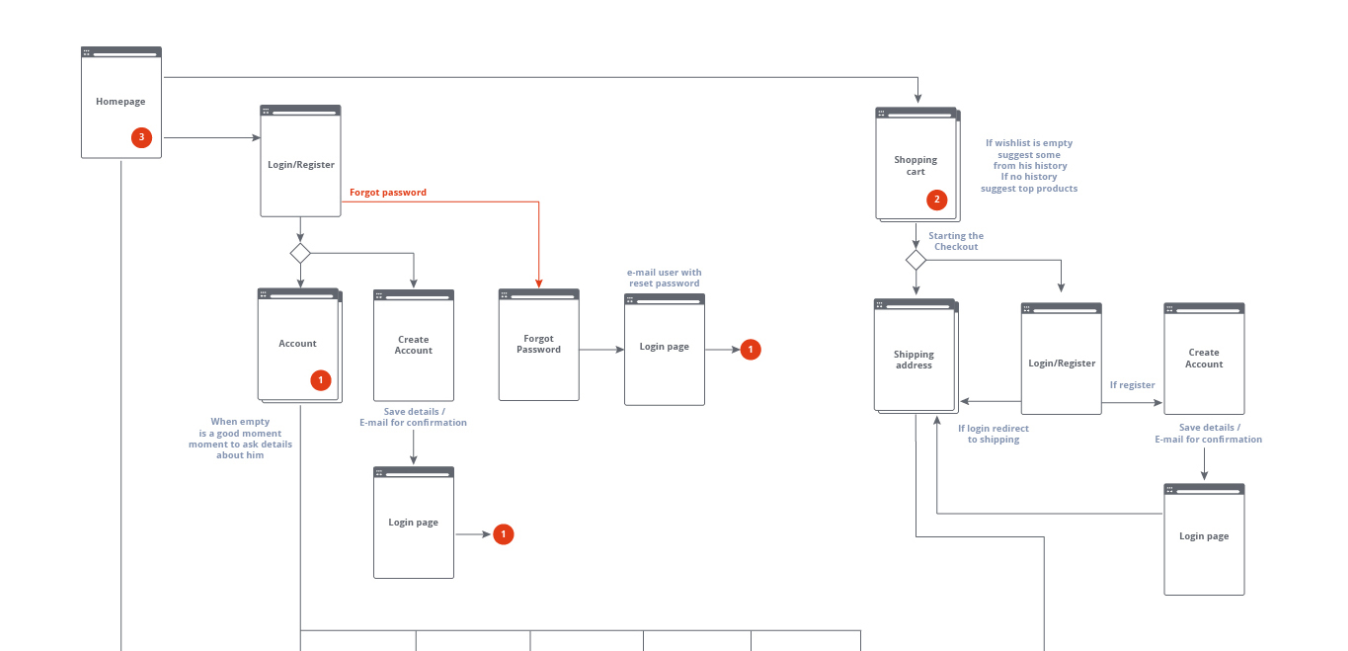 Homepage
3
Login/Register
Forgot password
Shopping
cart
2
If wishlist is empty
suggest some
from his history
If no history
suggest top products
Starting the
Checkout
Account
1
When empty
is a good moment
moment to ask details
about him
Create
Account
Save details /
E-mail for confirmation
Login page
1
Forgot
Password
e-mail user with
reset password
Login page
1
Shipping
address
Login/Register
If login redirect
to shipping
If register
Create
Account
Save details /
E-mail for confirmation
Login page